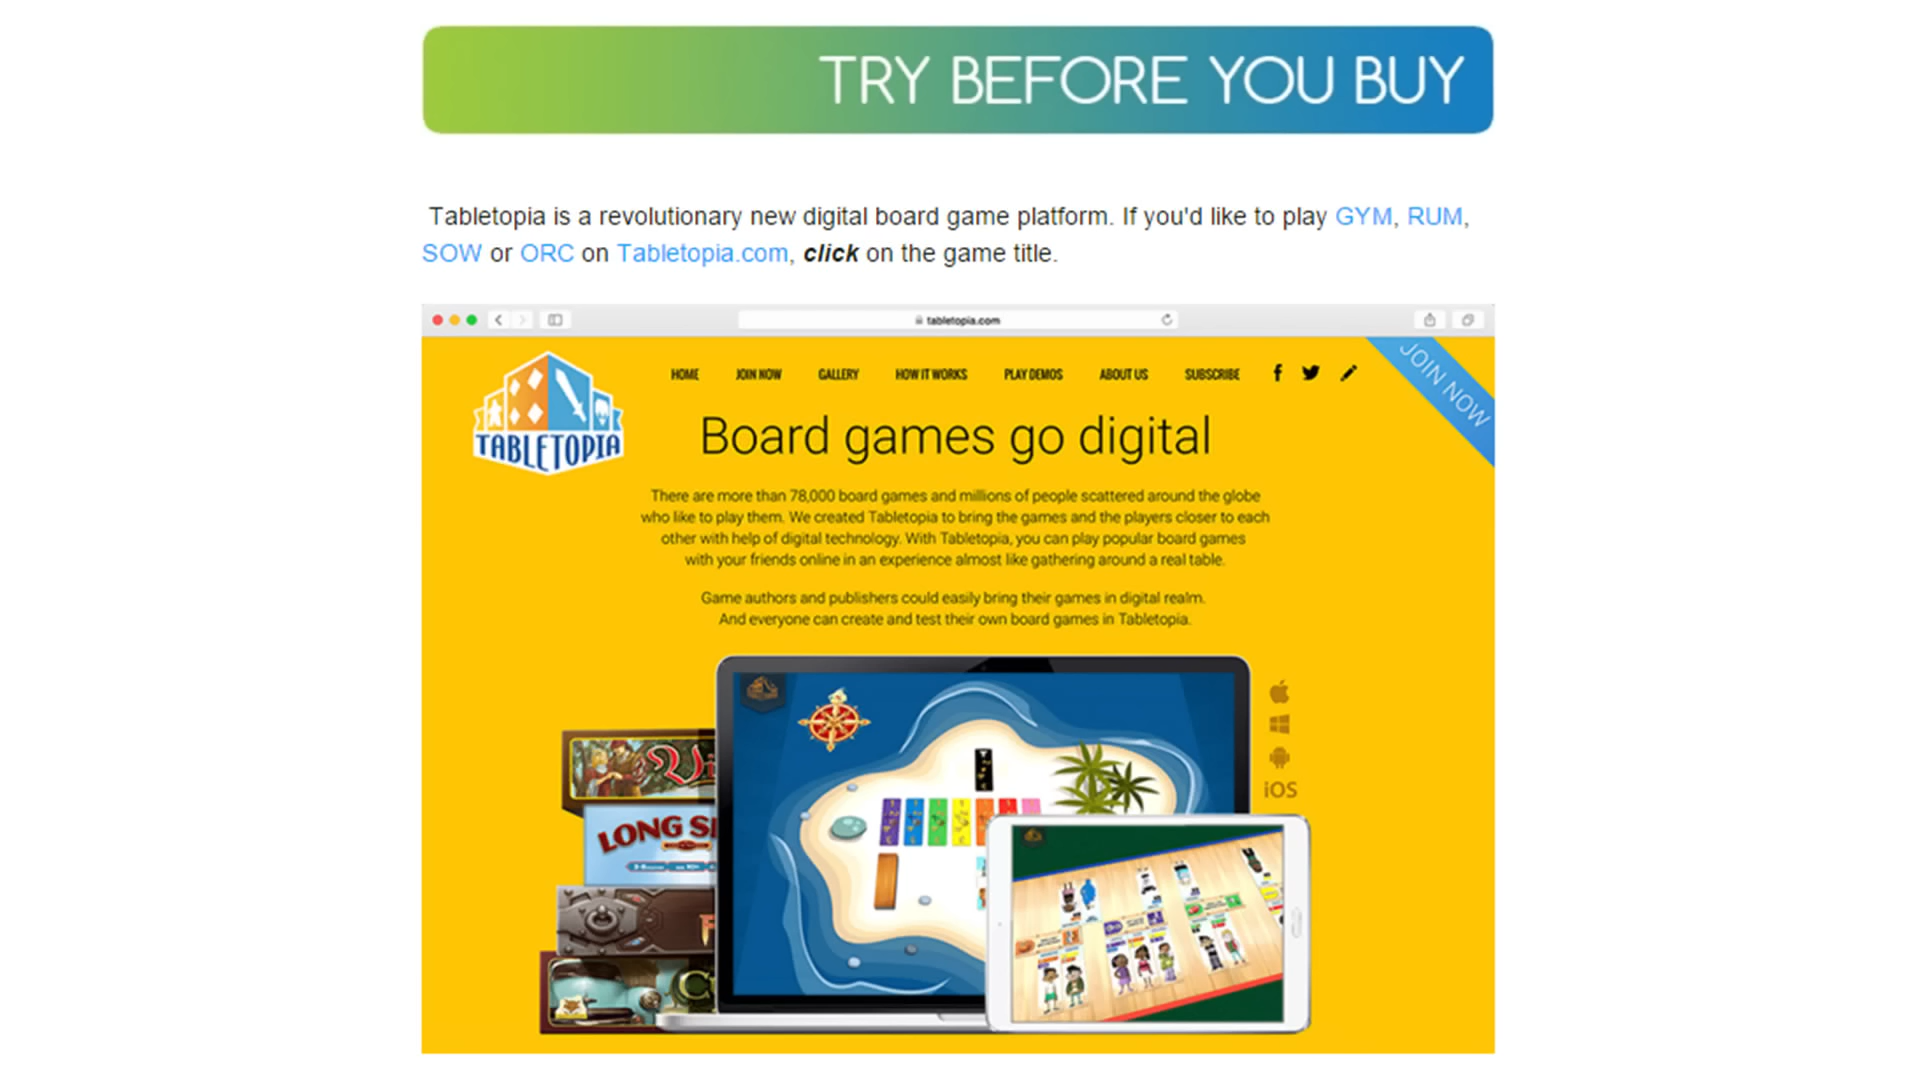 TRY BEFORE YOU BUY
Tabletopia is a revolutionary new digital board game platform. If you'd like to play GYM, RUM,
SOW or ORC on Tabletopia.com, click on the game title.
tabletopia.com
JOIN NOW
TABLETOPIA
HOME JOIN NOW GALLERY HOW IT WORKS PLAY DEMOS ABOUT US SUBSCRIBE
Board games go digital
There are more than 78,000 board games and millions of people scattered around the globe
who like to play them. We created Tabletopia to bring the games and the players closer to each
other with help of digital technology. With Tabletopia, you can play popular board games
with your friends online in an experience almost like gathering around a real table.
Game authors and publishers could easily bring their games in digital realm.
And everyone can create and test their own board games in Tabletopia.
LONG
iOS